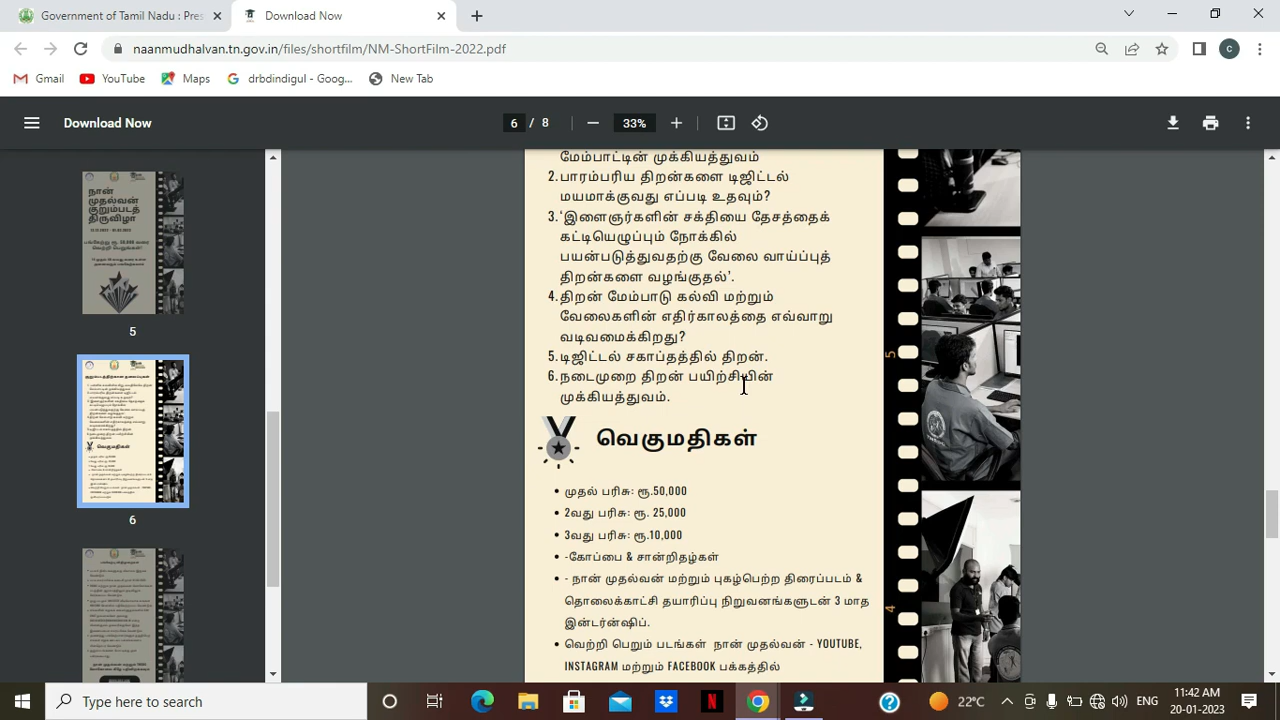 Government of Tamil Nadu | Pres
Download Now
naanmudhalvan.tn.gov.in/files/shortfilm/NM-ShortFilm-2022.pdf
c
Gmail
YouTube
Maps
drbdindigul - Goog...
New Tab
Download Now
6 / 8
33%
நான்
முதல்வன்
குறும்படத்
திருவிழா
5
6
மேம்பாட்டின் முக்கியத்துவம்
2. பாரம்பரிய திறன்களை டிஜிட்டல்
மயமாக்குவது எப்படி உதவும்?
3. 'இளைஞர்களின் சக்தியை தேசத்தைக்
கட்டியெழுப்பும் நோக்கில்
பயன்படுத்துவதற்கு வேலை வாய்ப்புத்
திறன்களை வழங்குதல்'.
4. திறன் மேம்பாடு கல்வி மற்றும்
வேலைகளின் எதிர்காலத்தை எவ்வாறு
வடிவமைக்கிறது?
5. டிஜிட்டல் சகாப்தத்தில் திறன்.
6. நடைமுறை திறன் பயிற்சியின்
முக்கியத்துவம்.
வெகுமதிகள்
• முதல் பரிசு: ரூ.50,000
• 2வது பரிசு: ரூ. 25,000
• 3வது பரிசு: ரூ.10,000
• -கோப்பை & சான்றிதழ்கள்
• - நான் முதல்வன் மற்றும் புகழ்பெற்ற திரைப்படம் &
தொலைக்காட்சி தயாரிப்பு நிறுவனங்களுடன் 3 மாத
இன்டர்ன்ஷிப்.
• வெற்றி பெறும் படங்கள் நான் முதல்வன் - YOUTUBE,
INSTAGRAM மற்றும் FACEBOOK பக்கத்தில்
5
4
Type here to search
22°C
ENG
11:42 AM
20-01-2023